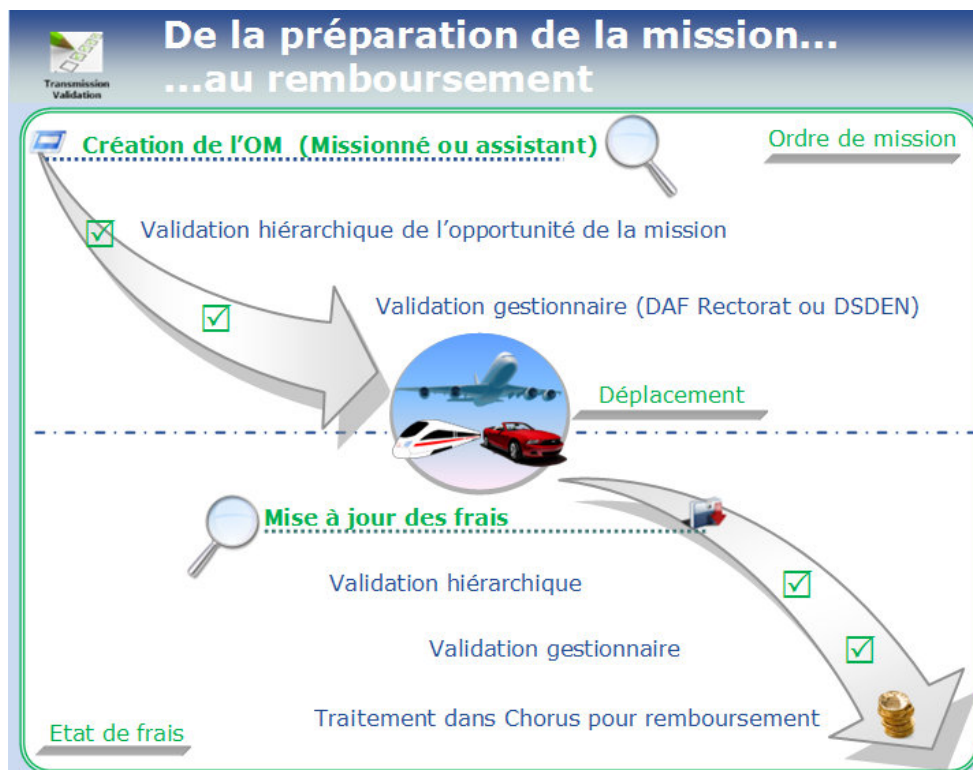 De la préparation de la mission...
...au remboursement
Transmission
Validation
Création de l'OM (Missionné ou assistant)
Ordre de mission
Validation hiérarchique de l'opportunité de la mission
Validation gestionnaire (DAF Rectorat ou DSDEN)
Déplacement
Mise à jour des frais
Validation hiérarchique
Validation gestionnaire
Traitement dans Chorus pour remboursement
Etat de frais